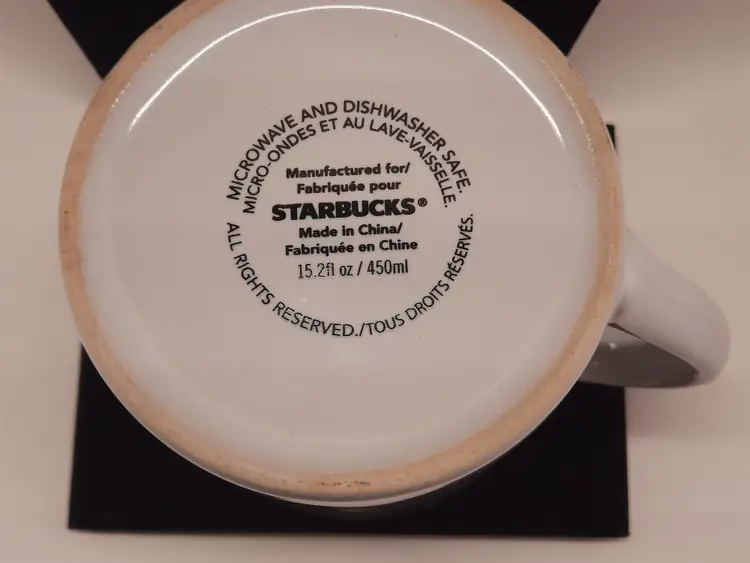 MICROWAVE AND DISHWASHER SAFE.
MICRO-ONDES ET AU LAVE-VAISSELLE.
Manufactured for/
Fabriquée pour
STARBUCKS®
Made in China/
Fabriquée en Chine
15.2fl oz / 450ml
ALL RIGHTS RESERVED./TOUS DROITS RÉSERVÉS.